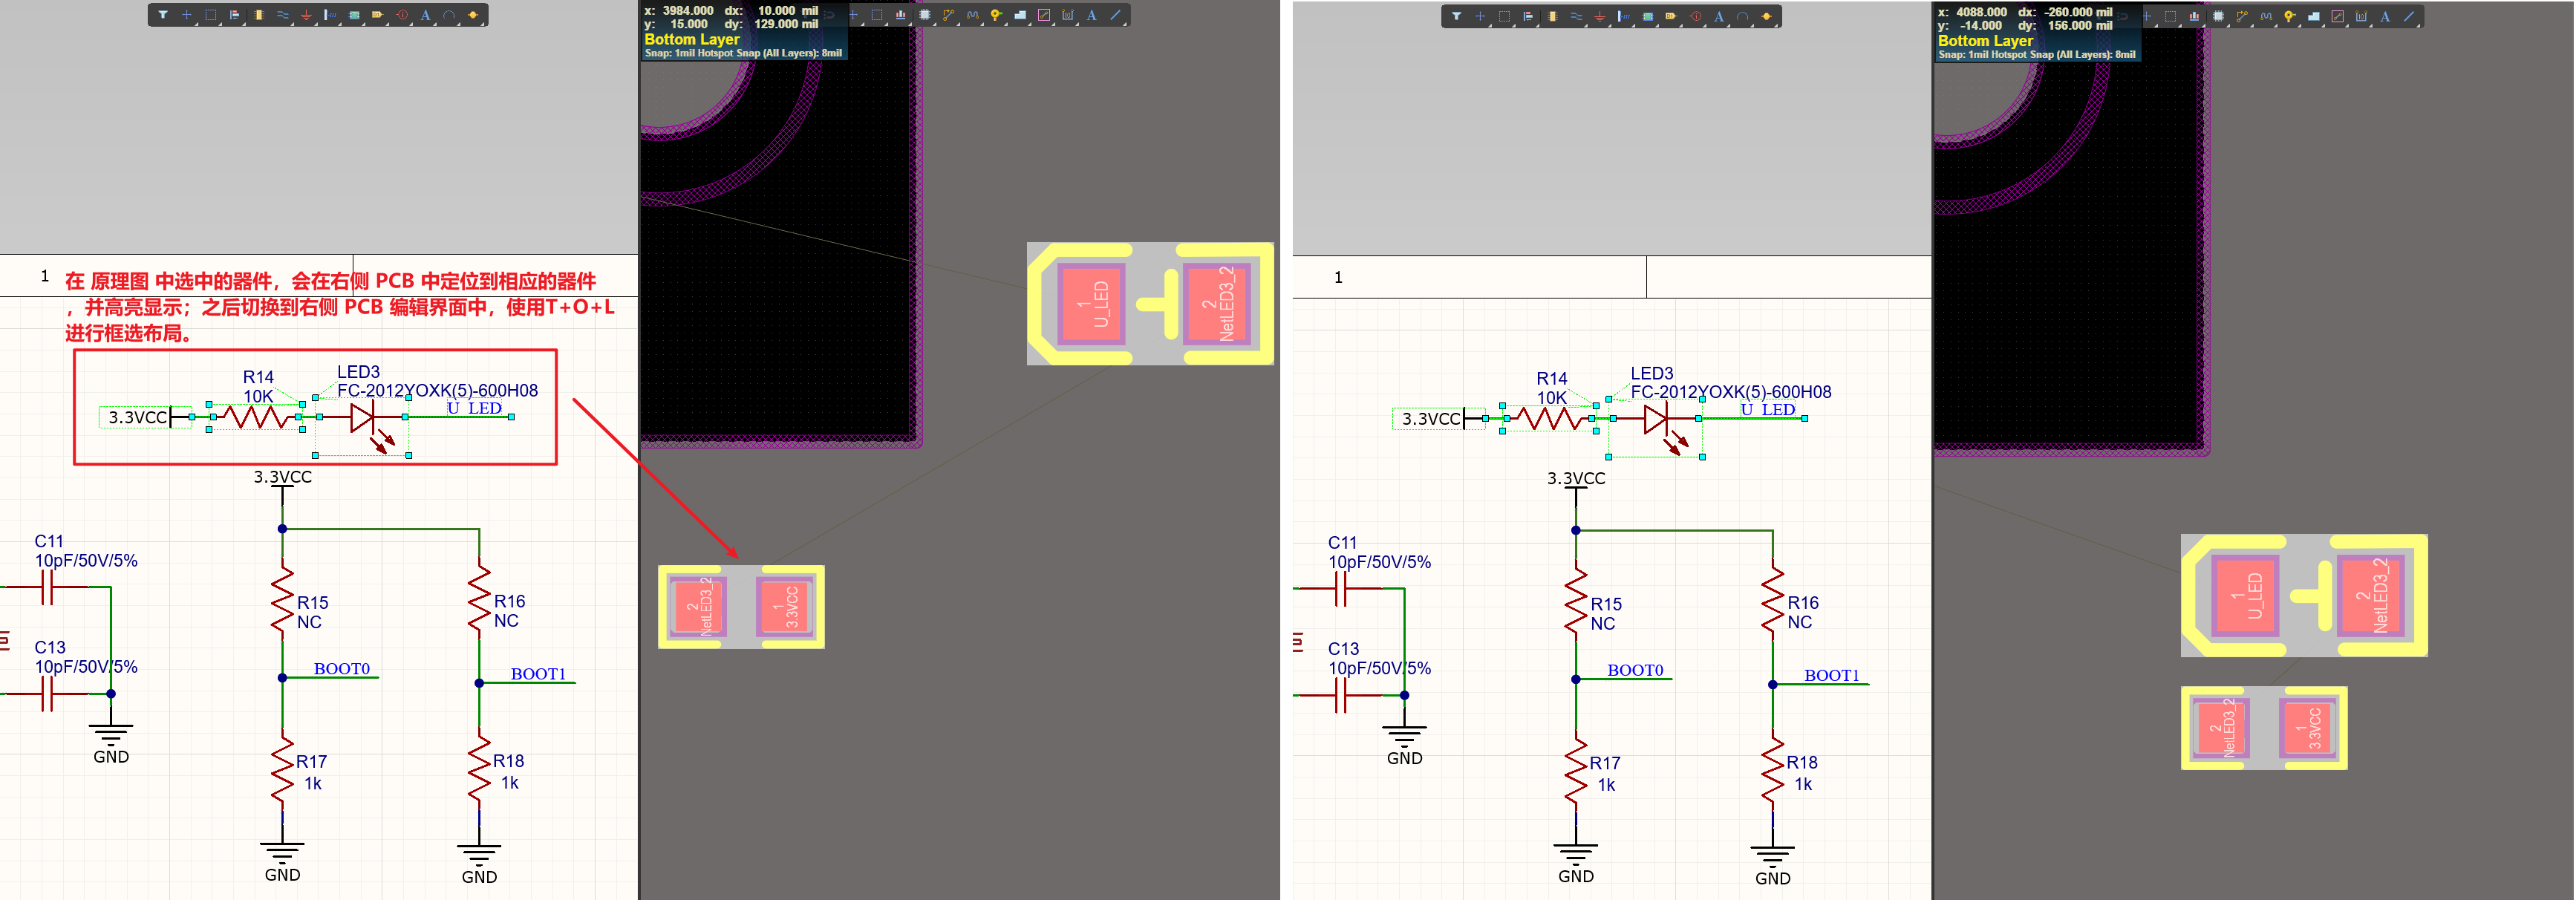 x: 3984.000 dx: 10.000 mil
y: 15.000 dy: 129.000 mil
Bottom Layer
Snap: 1mil Hotspot Snap (All Layers): 8mil
1
在 原理图 中选中的器件，会在右侧 PCB 中定位到相应的器件
，并高亮显示；之后切换到右侧 PCB 编辑界面中，使用T+O+L
进行框选布局。
R14
10K
LED3
FC-2012YOXK(5)-600H08
3.3VCC
U_LED
3.3VCC
C11
10pF/50V/5%
R15
NC
R16
NC
C13
10pF/50V/5%
BOOT0
BOOT1
GND
R17
1k
R18
1k
GND
GND
1
U_LED
2
NetLED3_2
2
NetLED3_2
1
3.3VCC
x: 4088.000 dx: -260.000 mil
y: -14.000 dy: 156.000 mil
Bottom Layer
Snap: 1mil Hotspot Snap (All Layers): 8mil
1
R14
10K
LED3
FC-2012YOXK(5)-600H08
3.3VCC
U_LED
3.3VCC
C11
10pF/50V/5%
R15
NC
R16
NC
C13
10pF/50V/5%
BOOT0
BOOT1
GND
R17
1k
R18
1k
GND
GND
1
U_LED
2
NetLED3_2
2
NetLED3_2
1
3.3VCC